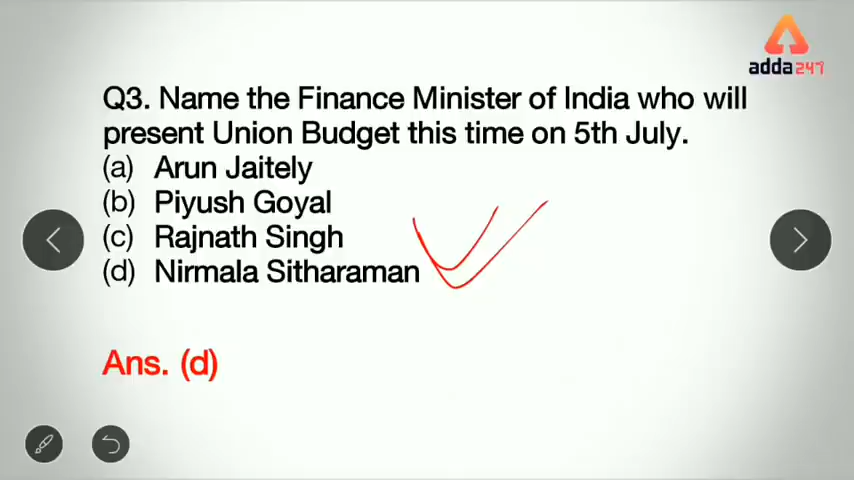 adda247
Q3. Name the Finance Minister of India who will
present Union Budget this time on 5th July.
(a) Arun Jaitely
(b) Piyush Goyal
(c) Rajnath Singh
(d) Nirmala Sitharaman
Ans. (d)